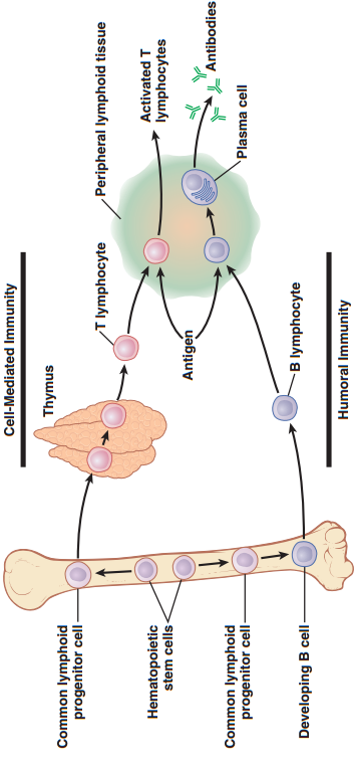 Cell-Mediated Immunity
Thymus
T lymphocyte
Peripheral lymphoid tissue
Activated T
lymphocytes
Common lymphoid
progenitor cell
Hematopoietic
stem cells
Antigen
Antibodies
Plasma cell
Common lymphoid
progenitor cell
B lymphocyte
Developing B cell
Humoral Immunity